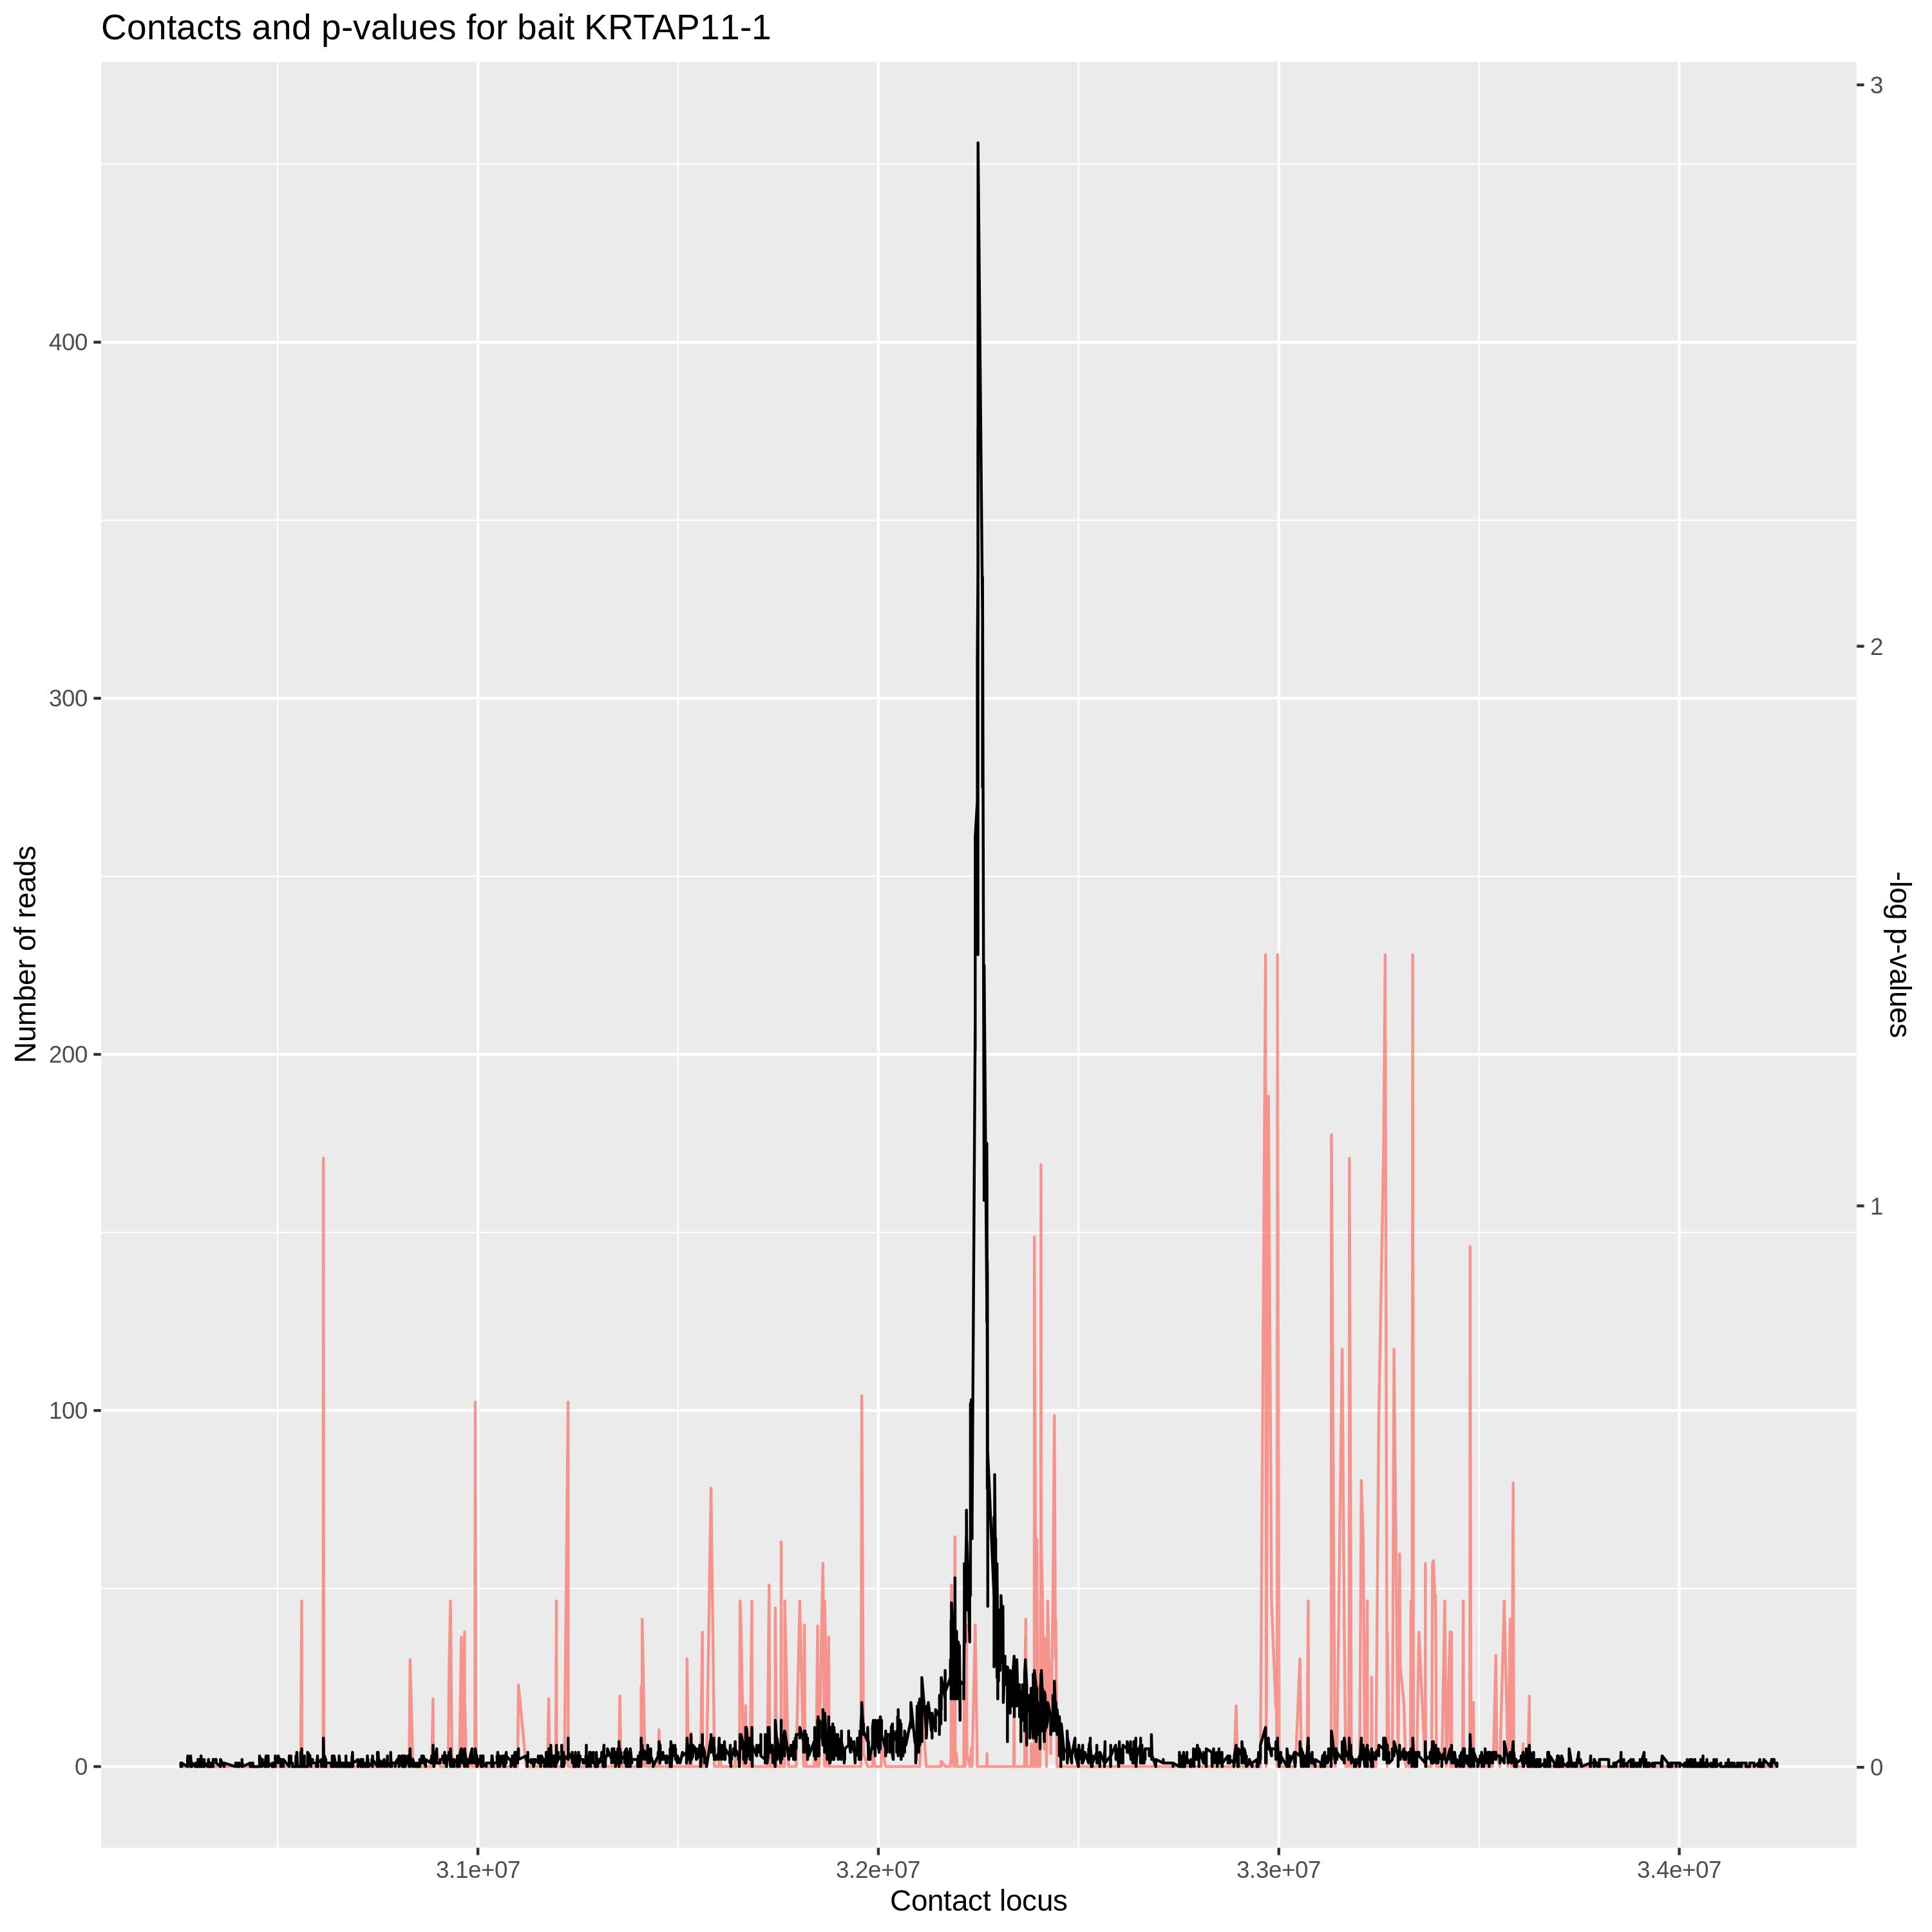 Contacts and p-values for bait KRTAP11-1
Number of reads
400
300
200
100
0
3
2
1
0
-log p-values
3.1e+07
3.2e+07
3.3e+07
3.4e+07
Contact locus